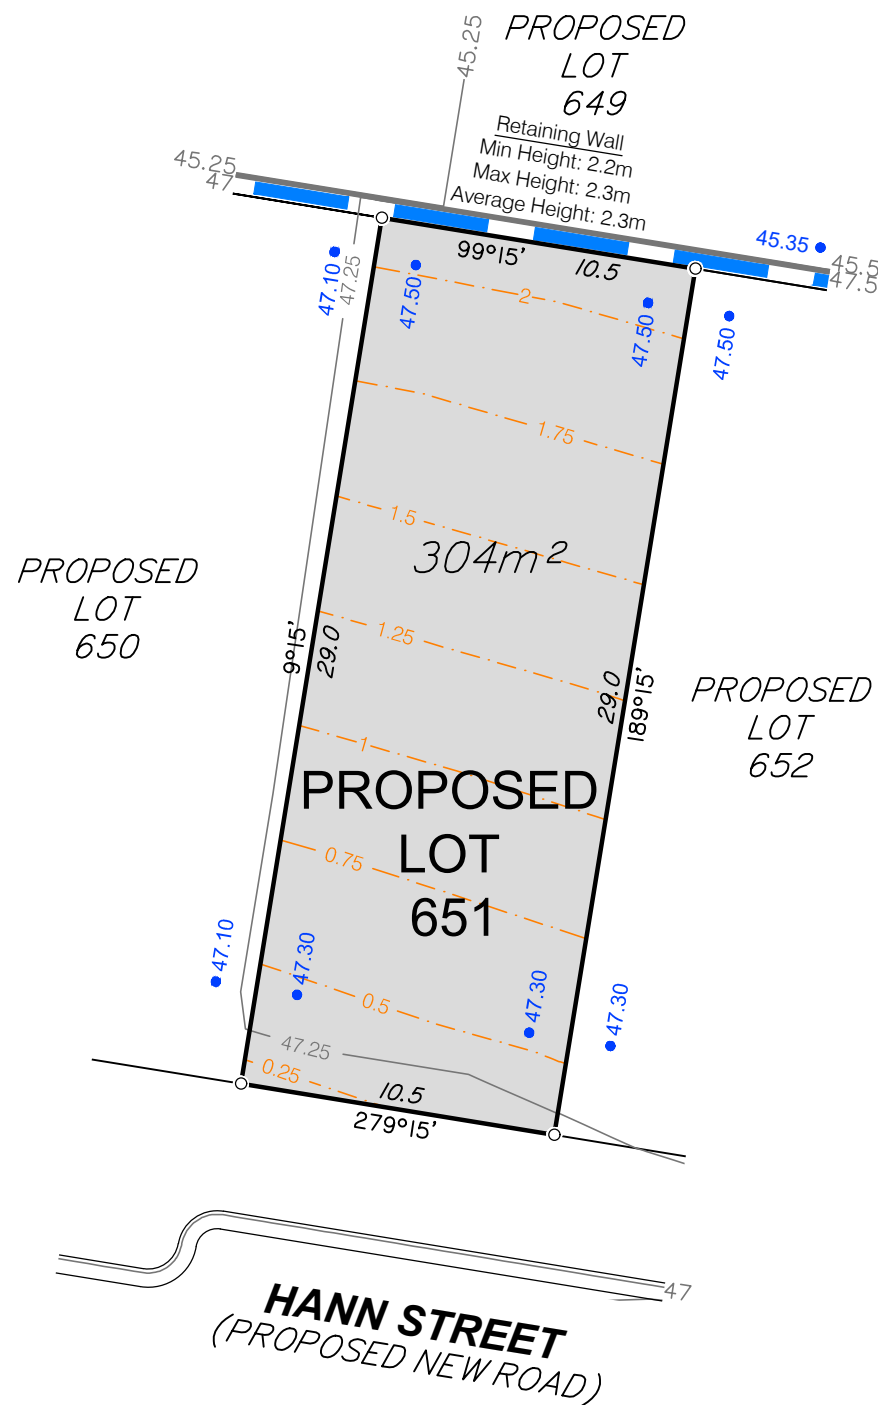 PROPOSED
LOT
649
45.25
Retaining Wall
Min Height: 2.2m
Max Height: 2.3m
Average Height: 2.3m
45.25
47
99°15'
10.5
45.35
45.5
47.5
47.10
47.25
47.50
47.50
47.50
2
1.75
1.5
304m²
PROPOSED
LOT
650
1.25
9°15'
29.0
29.0
189°15'
PROPOSED
LOT
652
1
PROPOSED
LOT
651
0.75
47.10
47.30
0.5
47.30
47.30
47.25
0.25
10.5
279°15'
47
HANN STREET
(PROPOSED NEW ROAD)